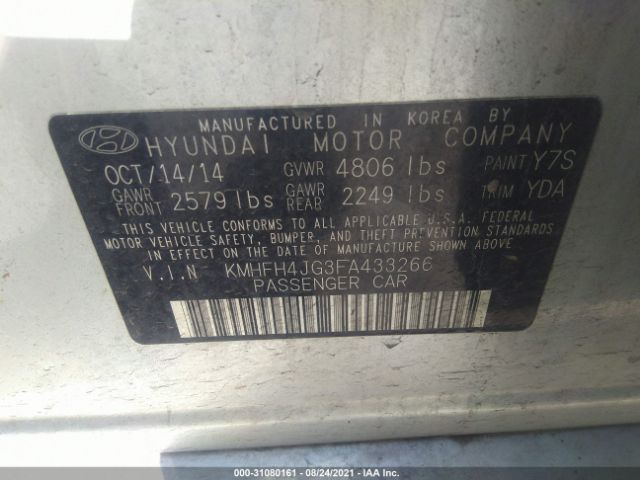 MANUFACTURED IN KOREA BY
HYUNDAI MOTOR COMPANY
OCT/14/14 GVWR 4806 lbs PAINT Y7S
GAWR FRONT 2579 lbs GAWR REAR 2249 lbs TRIM YDA
THIS VEHICLE CONFORMS TO ALL APPLICABLE U.S.A. FEDERAL
MOTOR VEHICLE SAFETY, BUMPER, AND THEFT PREVENTION STANDARDS
IN EFFECT ON THE DATE OF MANUFACTURE SHOWN ABOVE.
V.I.N KMHFH4JG3FA433266
PASSENGER CAR
000-31080161 - 08/24/2021 - IAAI.COM